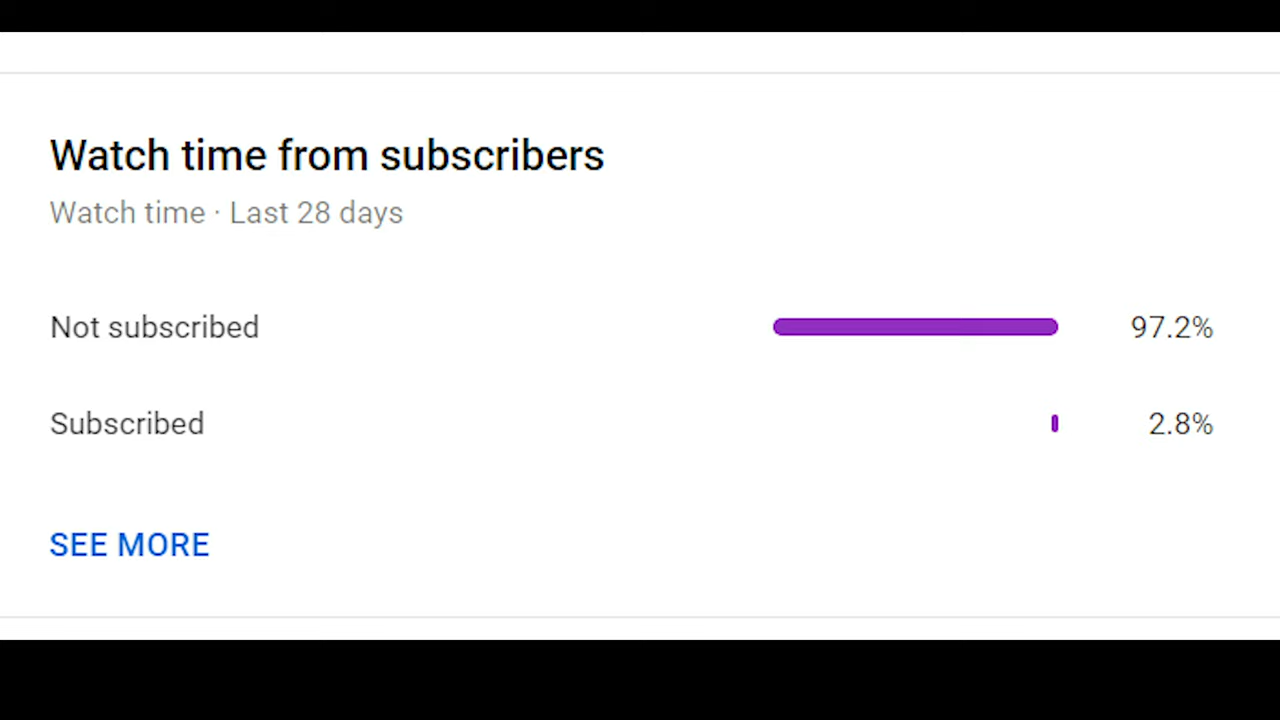 Watch time from subscribers
Watch time · Last 28 days
Not subscribed 97.2%
Subscribed 2.8%
SEE MORE